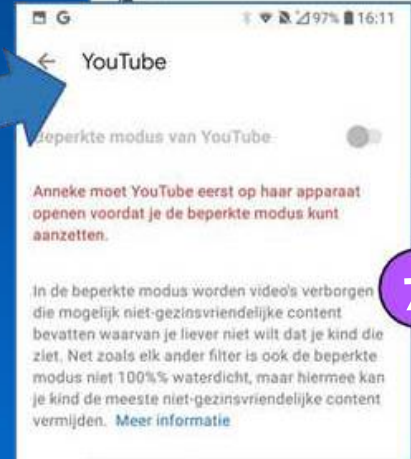 G 97% 16:11
← YouTube
Beperkte modus van YouTube
Anneke moet YouTube eerst op haar apparaat
openen voordat je de beperkte modus kunt
aanzetten.
In de beperkte modus worden video's verborgen
die mogelijk niet-gezinsvriendelijke content
bevatten waarvan je liever niet wilt dat je kind die
ziet. Net zoals elk ander filter is ook de beperkte
modus niet 100%% waterdicht, maar hiermee kan
je kind de meeste niet-gezinsvriendelijke content
vermijden. Meer informatie